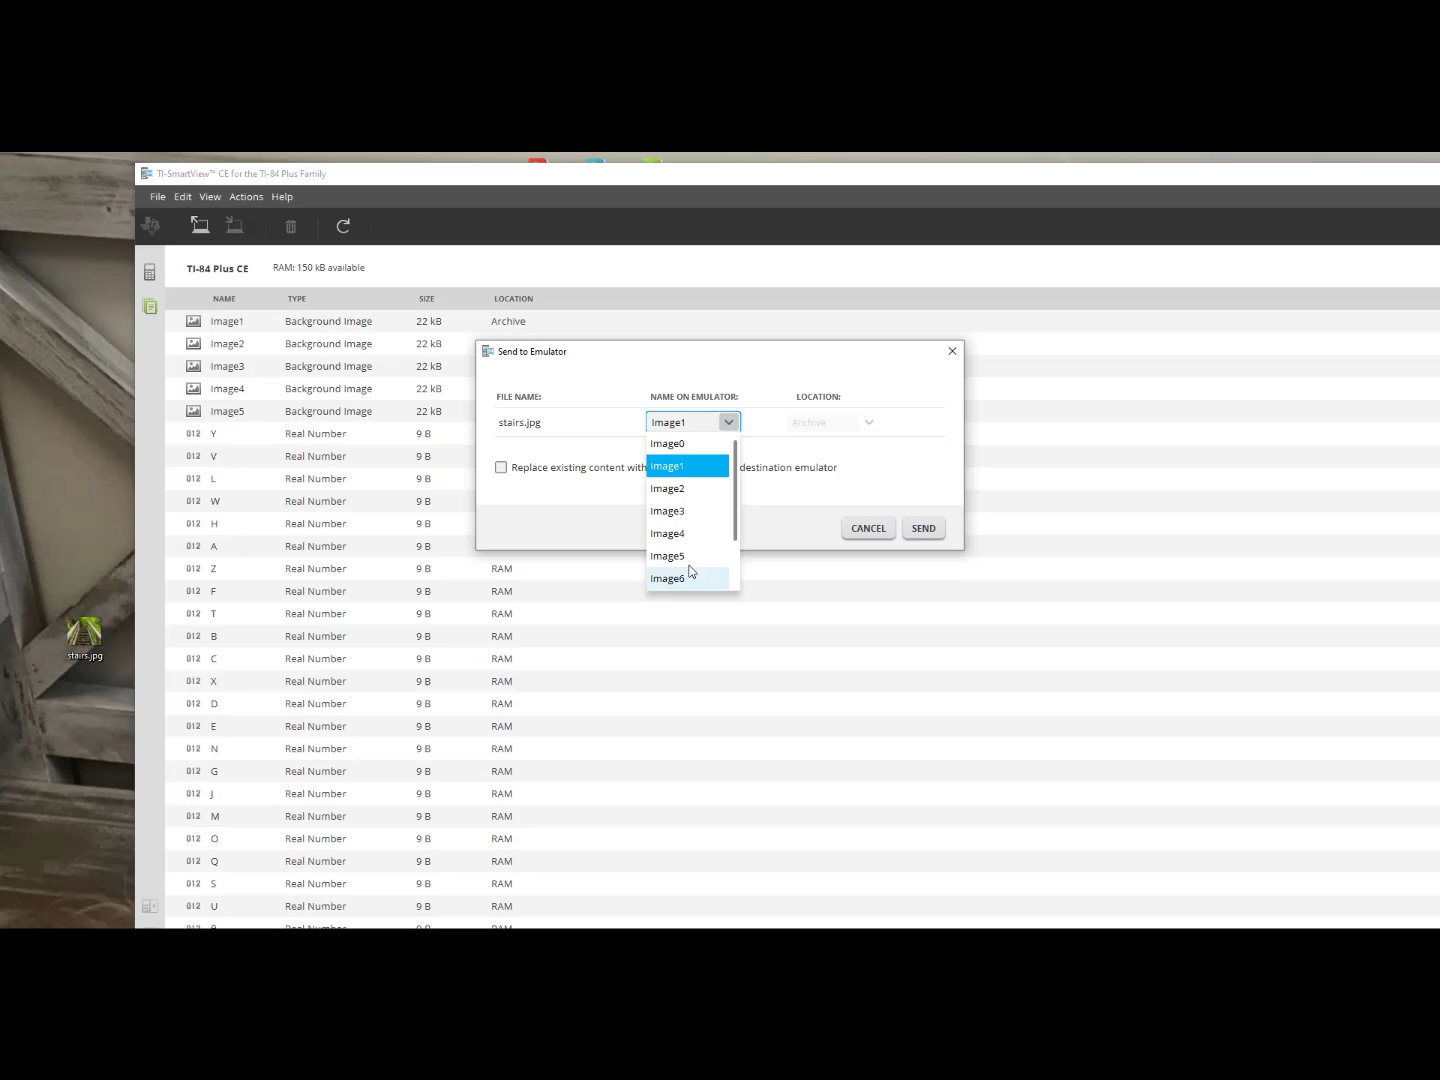 TI-SmartView™ CE for the TI-84 Plus Family
File Edit View Actions Help
TI-84 Plus CE RAM: 150 kB available
NAME TYPE SIZE LOCATION
Image1 Background Image 22 kB Archive
Image2 Background Image 22 kB
Image3 Background Image 22 kB
Image4 Background Image 22 kB
Image5 Background Image 22 kB
012 Y Real Number 9 B
012 V Real Number 9 B
012 L Real Number 9 B
012 W Real Number 9 B
012 H Real Number 9 B
012 A Real Number 9 B
012 Z Real Number 9 B RAM
012 F Real Number 9 B RAM
012 T Real Number 9 B RAM
012 B Real Number 9 B RAM
012 C Real Number 9 B RAM
012 X Real Number 9 B RAM
012 D Real Number 9 B RAM
012 E Real Number 9 B RAM
012 N Real Number 9 B RAM
012 G Real Number 9 B RAM
012 J Real Number 9 B RAM
012 M Real Number 9 B RAM
012 O Real Number 9 B RAM
012 Q Real Number 9 B RAM
012 S Real Number 9 B RAM
012 U Real Number 9 B RAM
Send to Emulator
FILE NAME: NAME ON EMULATOR: LOCATION:
stairs.jpg Image1 Archive
Image0
Image1
Image2
Image3
Image4
Image5
Image6
Replace existing content with destination emulator
CANCEL SEND
stairs.jpg